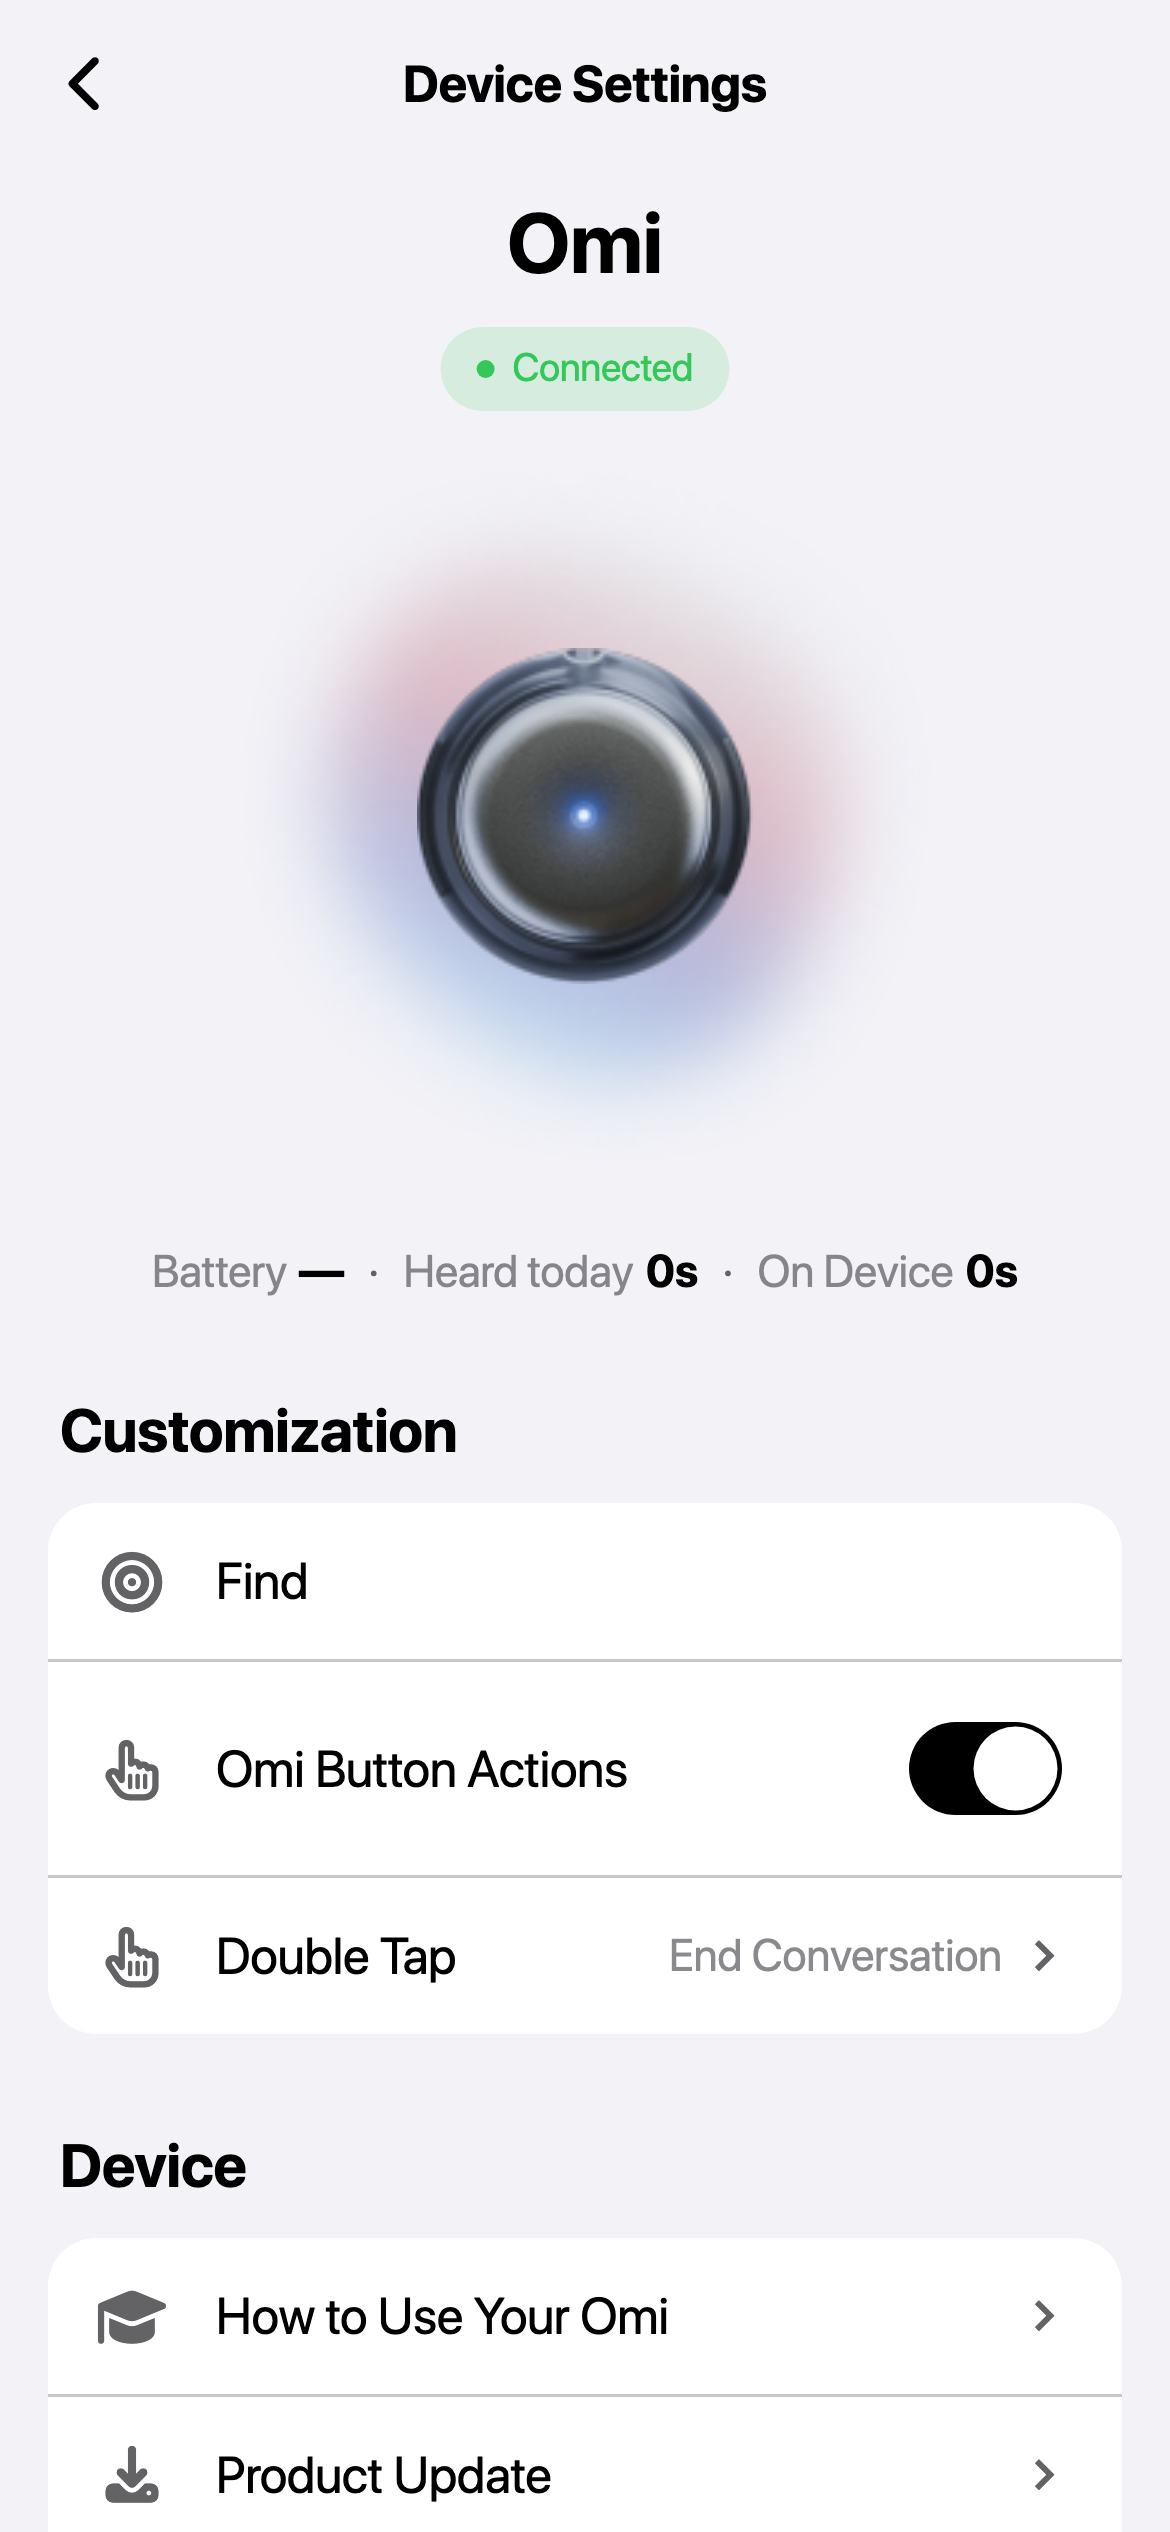 Device Settings
Omi
Connected
Battery — · Heard today 0s · On Device 0s
Customization
Find
Omi Button Actions
Double Tap End Conversation
Device
How to Use Your Omi
Product Update